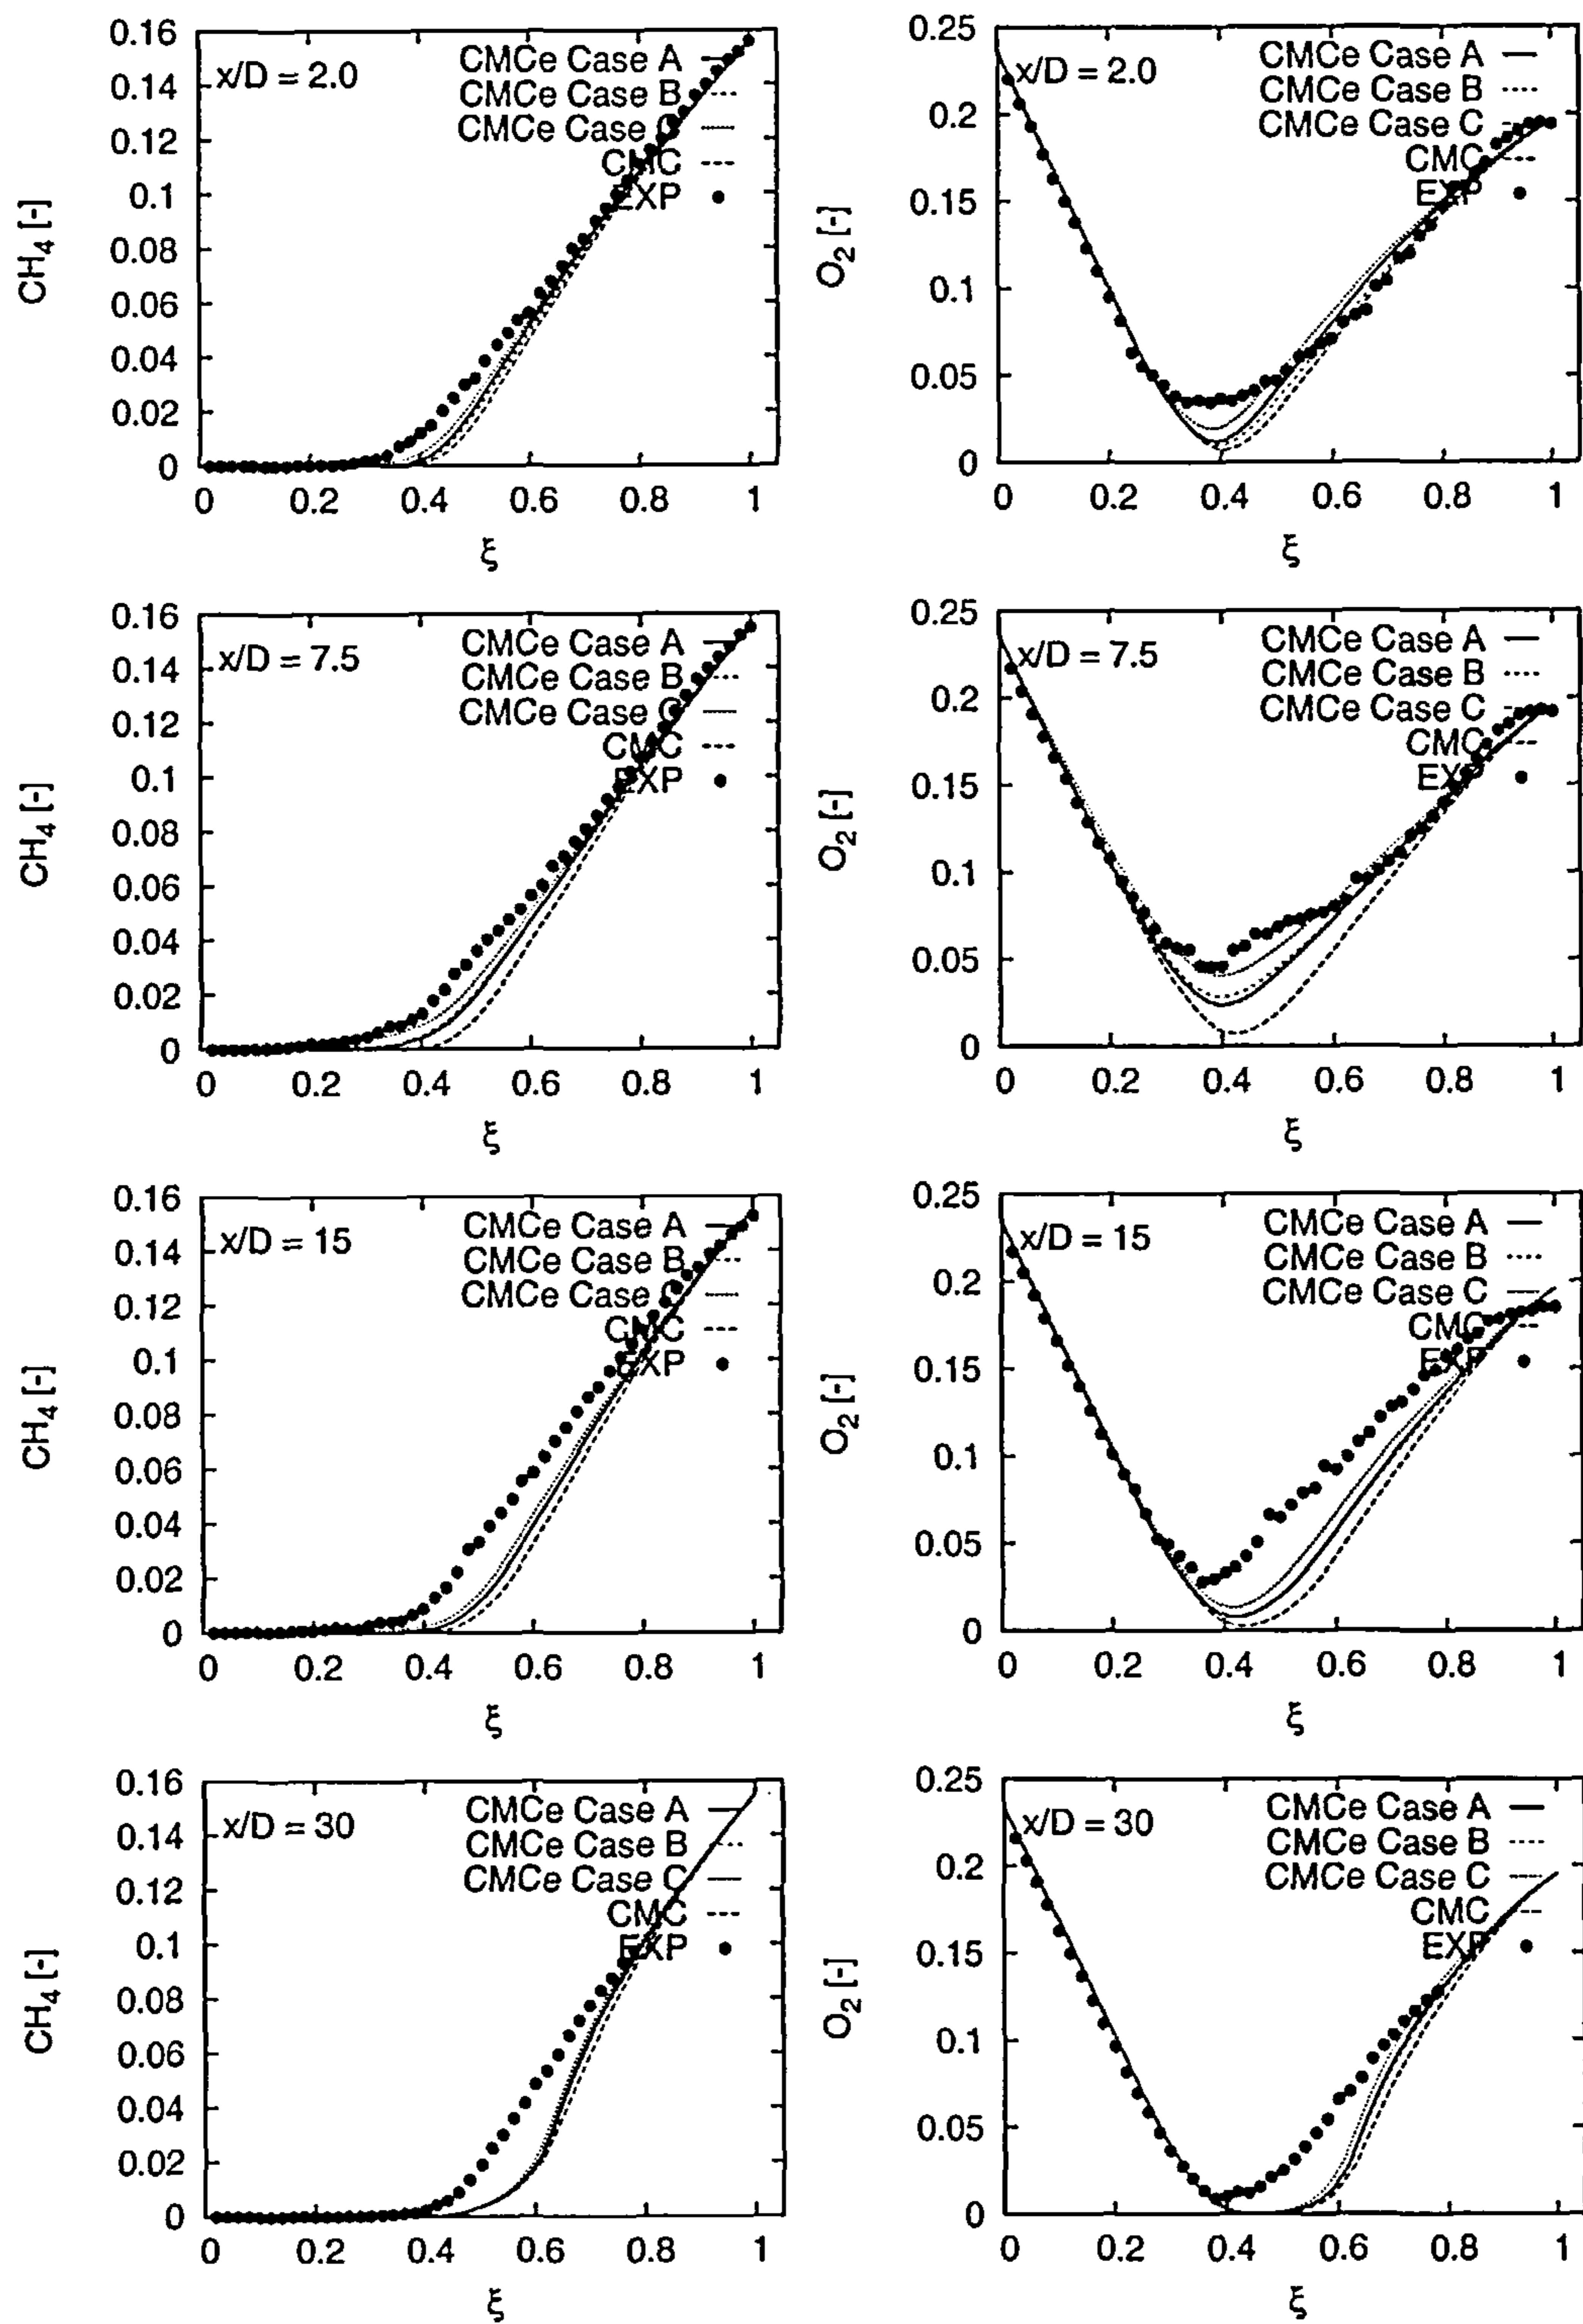 0.16
0.14
0.12
0.1
0.08
0.06
0.04
0.02
0
CH4 [-]
x/D = 2.0
CMCe Case A
CMCe Case B
CMCe Case C
CMC
EXP
0 0.2 0.4 0.6 0.8 1
ξ
0.25
0.2
0.15
0.1
0.05
0
O2 [-]
x/D = 2.0
CMCe Case A
CMCe Case B
CMCe Case C
CMC
EXP
0 0.2 0.4 0.6 0.8 1
ξ
0.16
0.14
0.12
0.1
0.08
0.06
0.04
0.02
0
CH4 [-]
x/D = 7.5
CMCe Case A
CMCe Case B
CMCe Case C
CMC
EXP
0 0.2 0.4 0.6 0.8 1
ξ
0.25
0.2
0.15
0.1
0.05
0
O2 [-]
x/D = 7.5
CMCe Case A
CMCe Case B
CMCe Case C
CMC
EXP
0 0.2 0.4 0.6 0.8 1
ξ
0.16
0.14
0.12
0.1
0.08
0.06
0.04
0.02
0
CH4 [-]
x/D = 15
CMCe Case A
CMCe Case B
CMCe Case C
CMC
EXP
0 0.2 0.4 0.6 0.8 1
ξ
0.25
0.2
0.15
0.1
0.05
0
O2 [-]
x/D = 15
CMCe Case A
CMCe Case B
CMCe Case C
CMC
EXP
0 0.2 0.4 0.6 0.8 1
ξ
0.16
0.14
0.12
0.1
0.08
0.06
0.04
0.02
0
CH4 [-]
x/D = 30
CMCe Case A
CMCe Case B
CMCe Case C
CMC
EXP
0 0.2 0.4 0.6 0.8 1
ξ
0.25
0.2
0.15
0.1
0.05
0
O2 [-]
x/D = 30
CMCe Case A
CMCe Case B
CMCe Case C
CMC
EXP
0 0.2 0.4 0.6 0.8 1
ξ